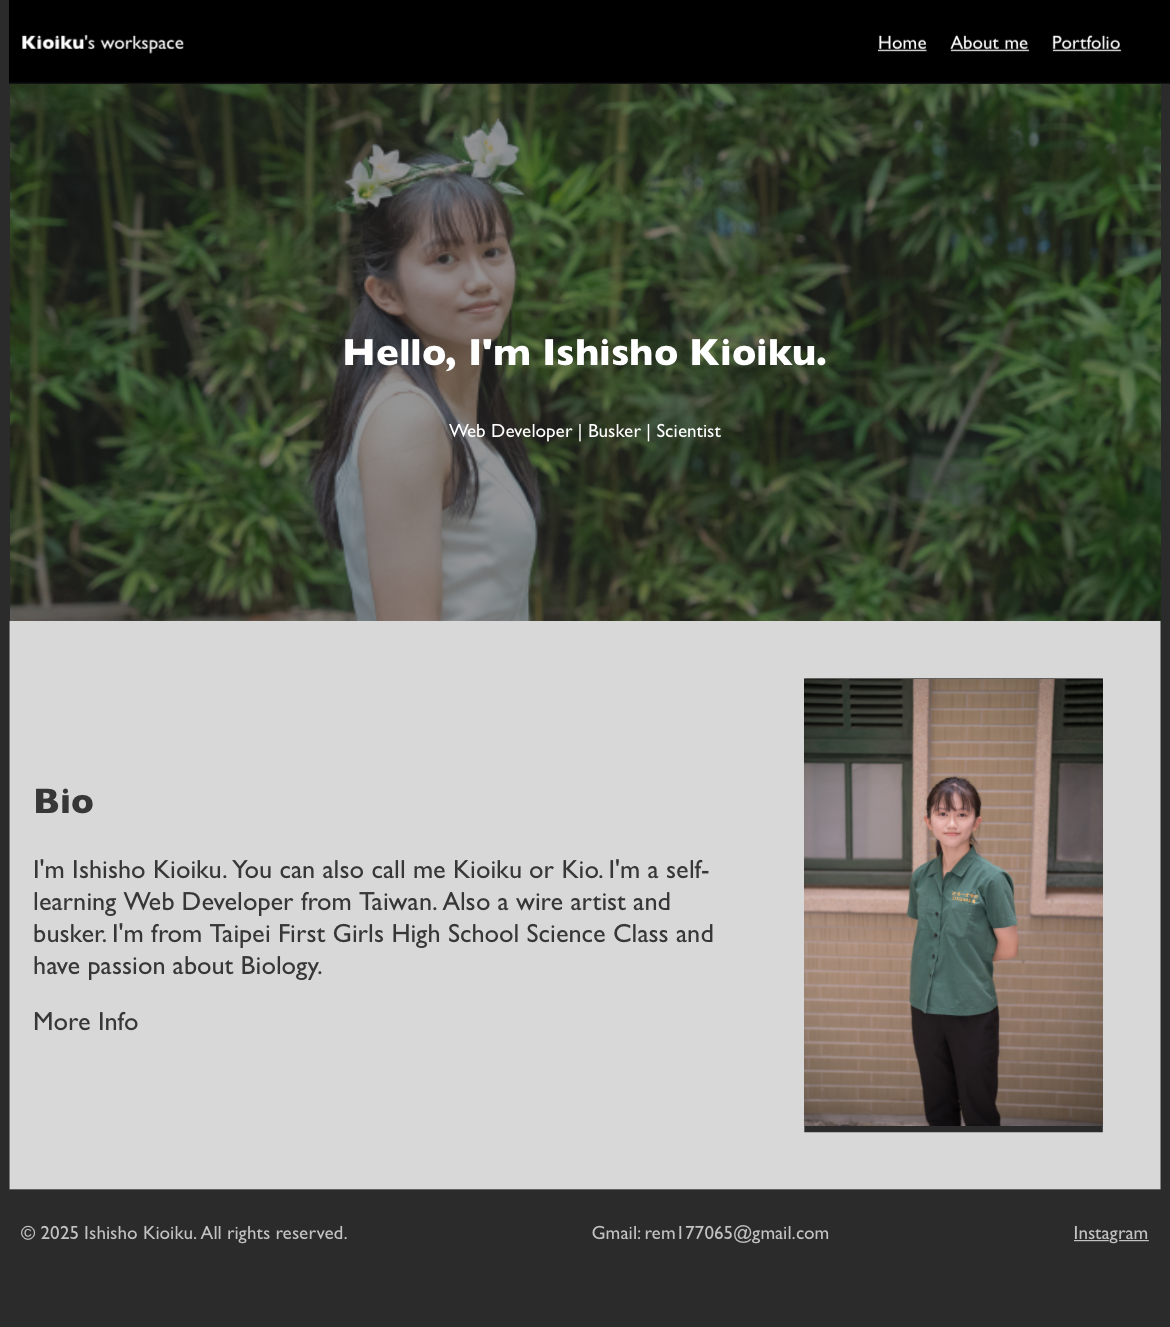 Kioiku's workspace
Home About me Portfolio
Hello, I'm Ishisho Kioiku.
Web Developer | Busker | Scientist
Bio
I'm Ishisho Kioiku. You can also call me Kioiku or Kio. I'm a self-
learning Web Developer from Taiwan. Also a wire artist and
busker. I'm from Taipei First Girls High School Science Class and
have passion about Biology.
More Info
© 2025 Ishisho Kioiku. All rights reserved.
Gmail: rem177065@gmail.com
Instagram